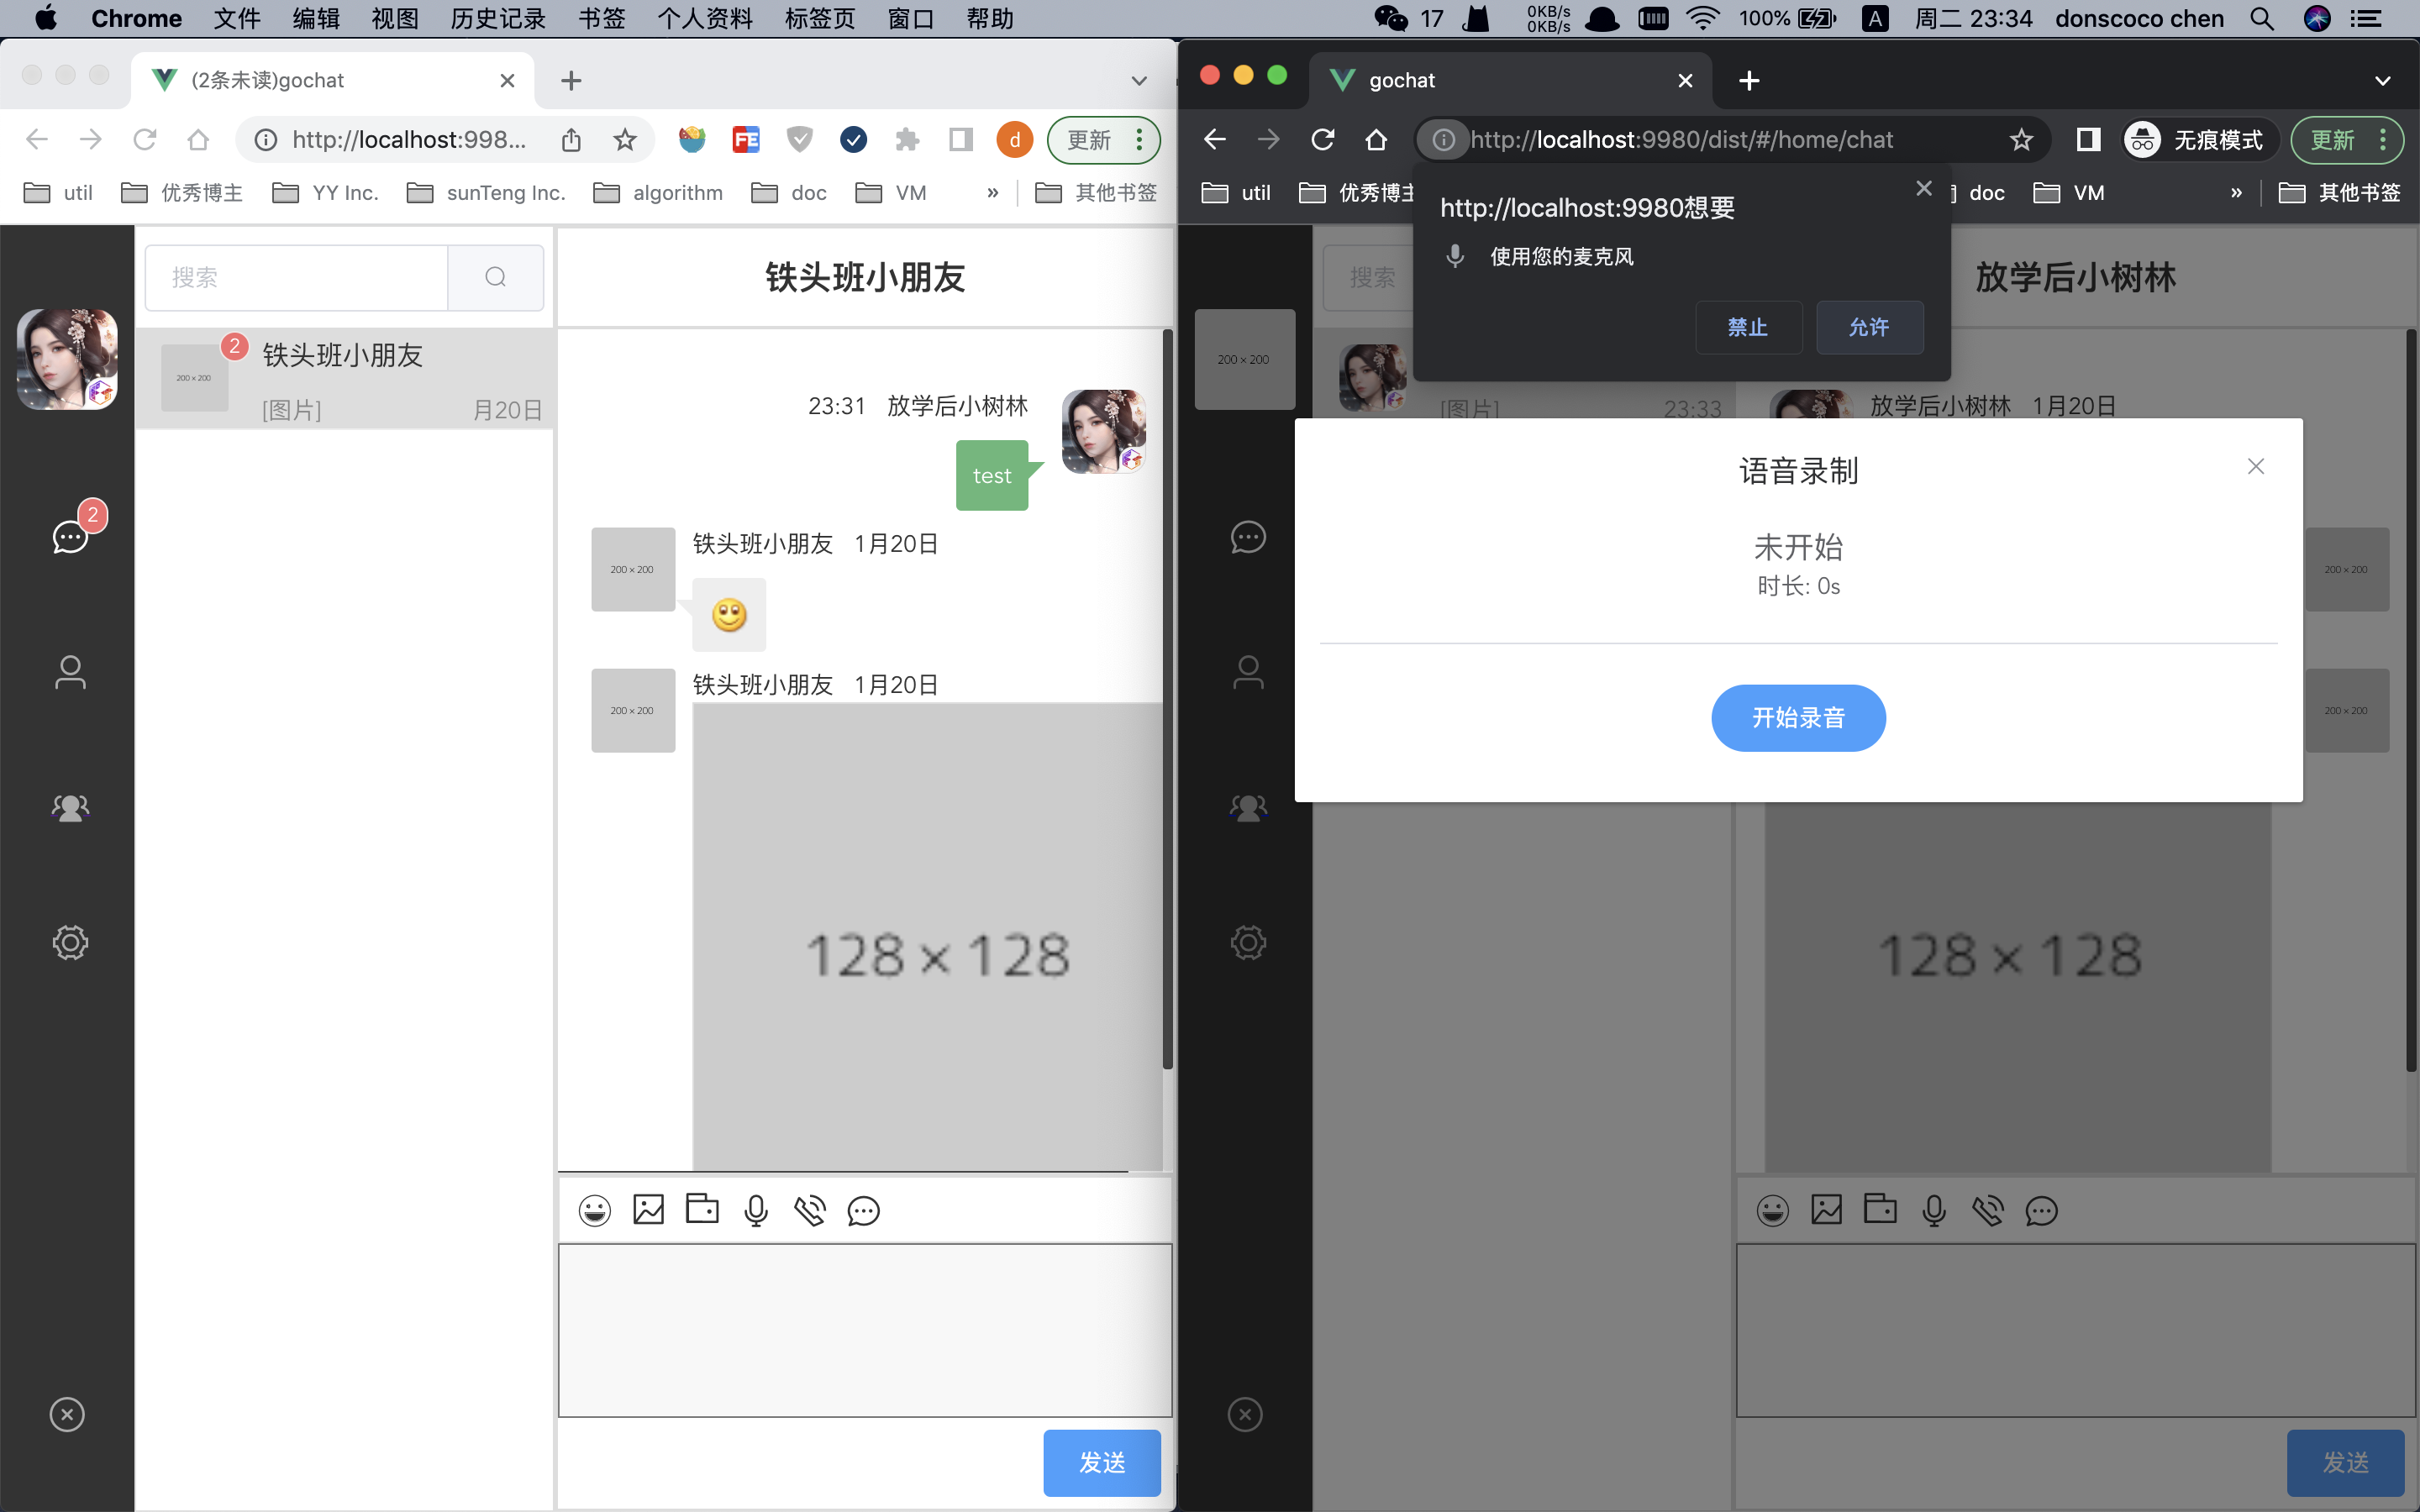 Chrome 文件 编辑 视图 历史记录 书签 个人资料 标签页 窗口 帮助
17 0KB/s 0KB/s 100% A 周二 23:34 donscoco chen
(2条未读)gochat
http://localhost:998...
FE
d
更新
util 优秀博主 YY Inc. sunTeng Inc. algorithm doc VM » 其他书签
搜索
2
200 × 200
铁头班小朋友
[图片] 月20日
2
铁头班小朋友
23:31 放学后小树林
test
200 × 200
铁头班小朋友 1月20日
200 × 200
铁头班小朋友 1月20日
128 × 128
发送
gochat
http://localhost:9980/dist/#/home/chat
无痕模式
更新
util 优秀博主 doc VM » 其他书签
http://localhost:9980想要
使用您的麦克风
禁止 允许
200 × 200
搜索
[图片] 23:33
放学后小树林
放学后小树林 1月20日
语音录制
未开始
时长: 0s
开始录音
200 × 200
200 × 200
128 × 128
发送